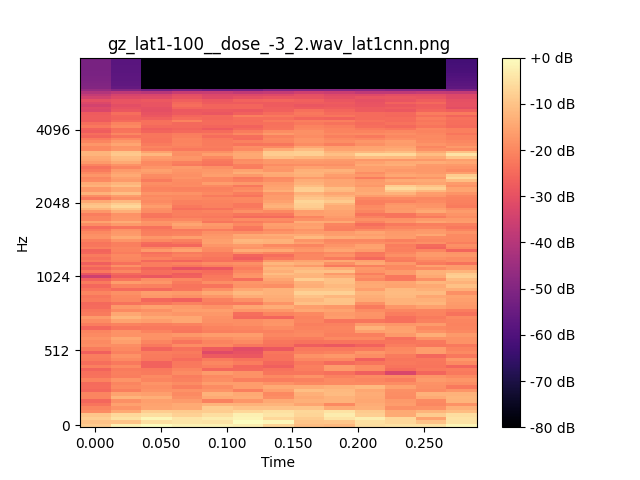 gz_lat1-100__dose_-3_2.wav_lat1cnn.png
Hz
4096
2048
1024
512
0
0.000 0.050 0.100 0.150 0.200 0.250
Time
+0 dB
-10 dB
-20 dB
-30 dB
-40 dB
-50 dB
-60 dB
-70 dB
-80 dB